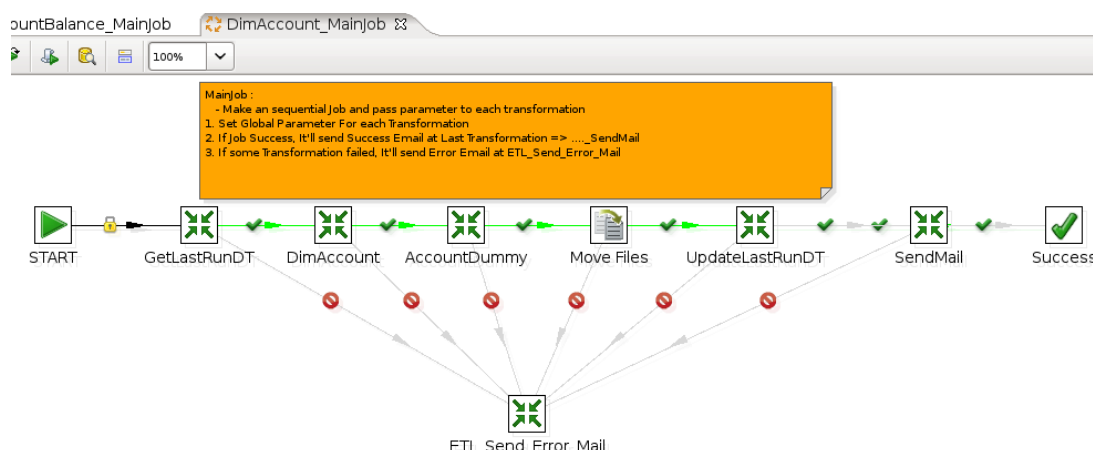 ountBalance_MainJob
DimAccount_MainJob
100%
MainJob :
- Make an sequential Job and pass parameter to each transformation
1. Set Global Parameter For each Transformation
2. If Job Success, It'll send Success Email at Last Transformation => ...._SendMail
3. If some Transformation failed, It'll send Error Email at ETL_Send_Error_Mail
START
GetLastRunDT
DimAccount
AccountDummy
Move Files
UpdateLastRunDT
SendMail
Success
ETL_Send_Error_Mail